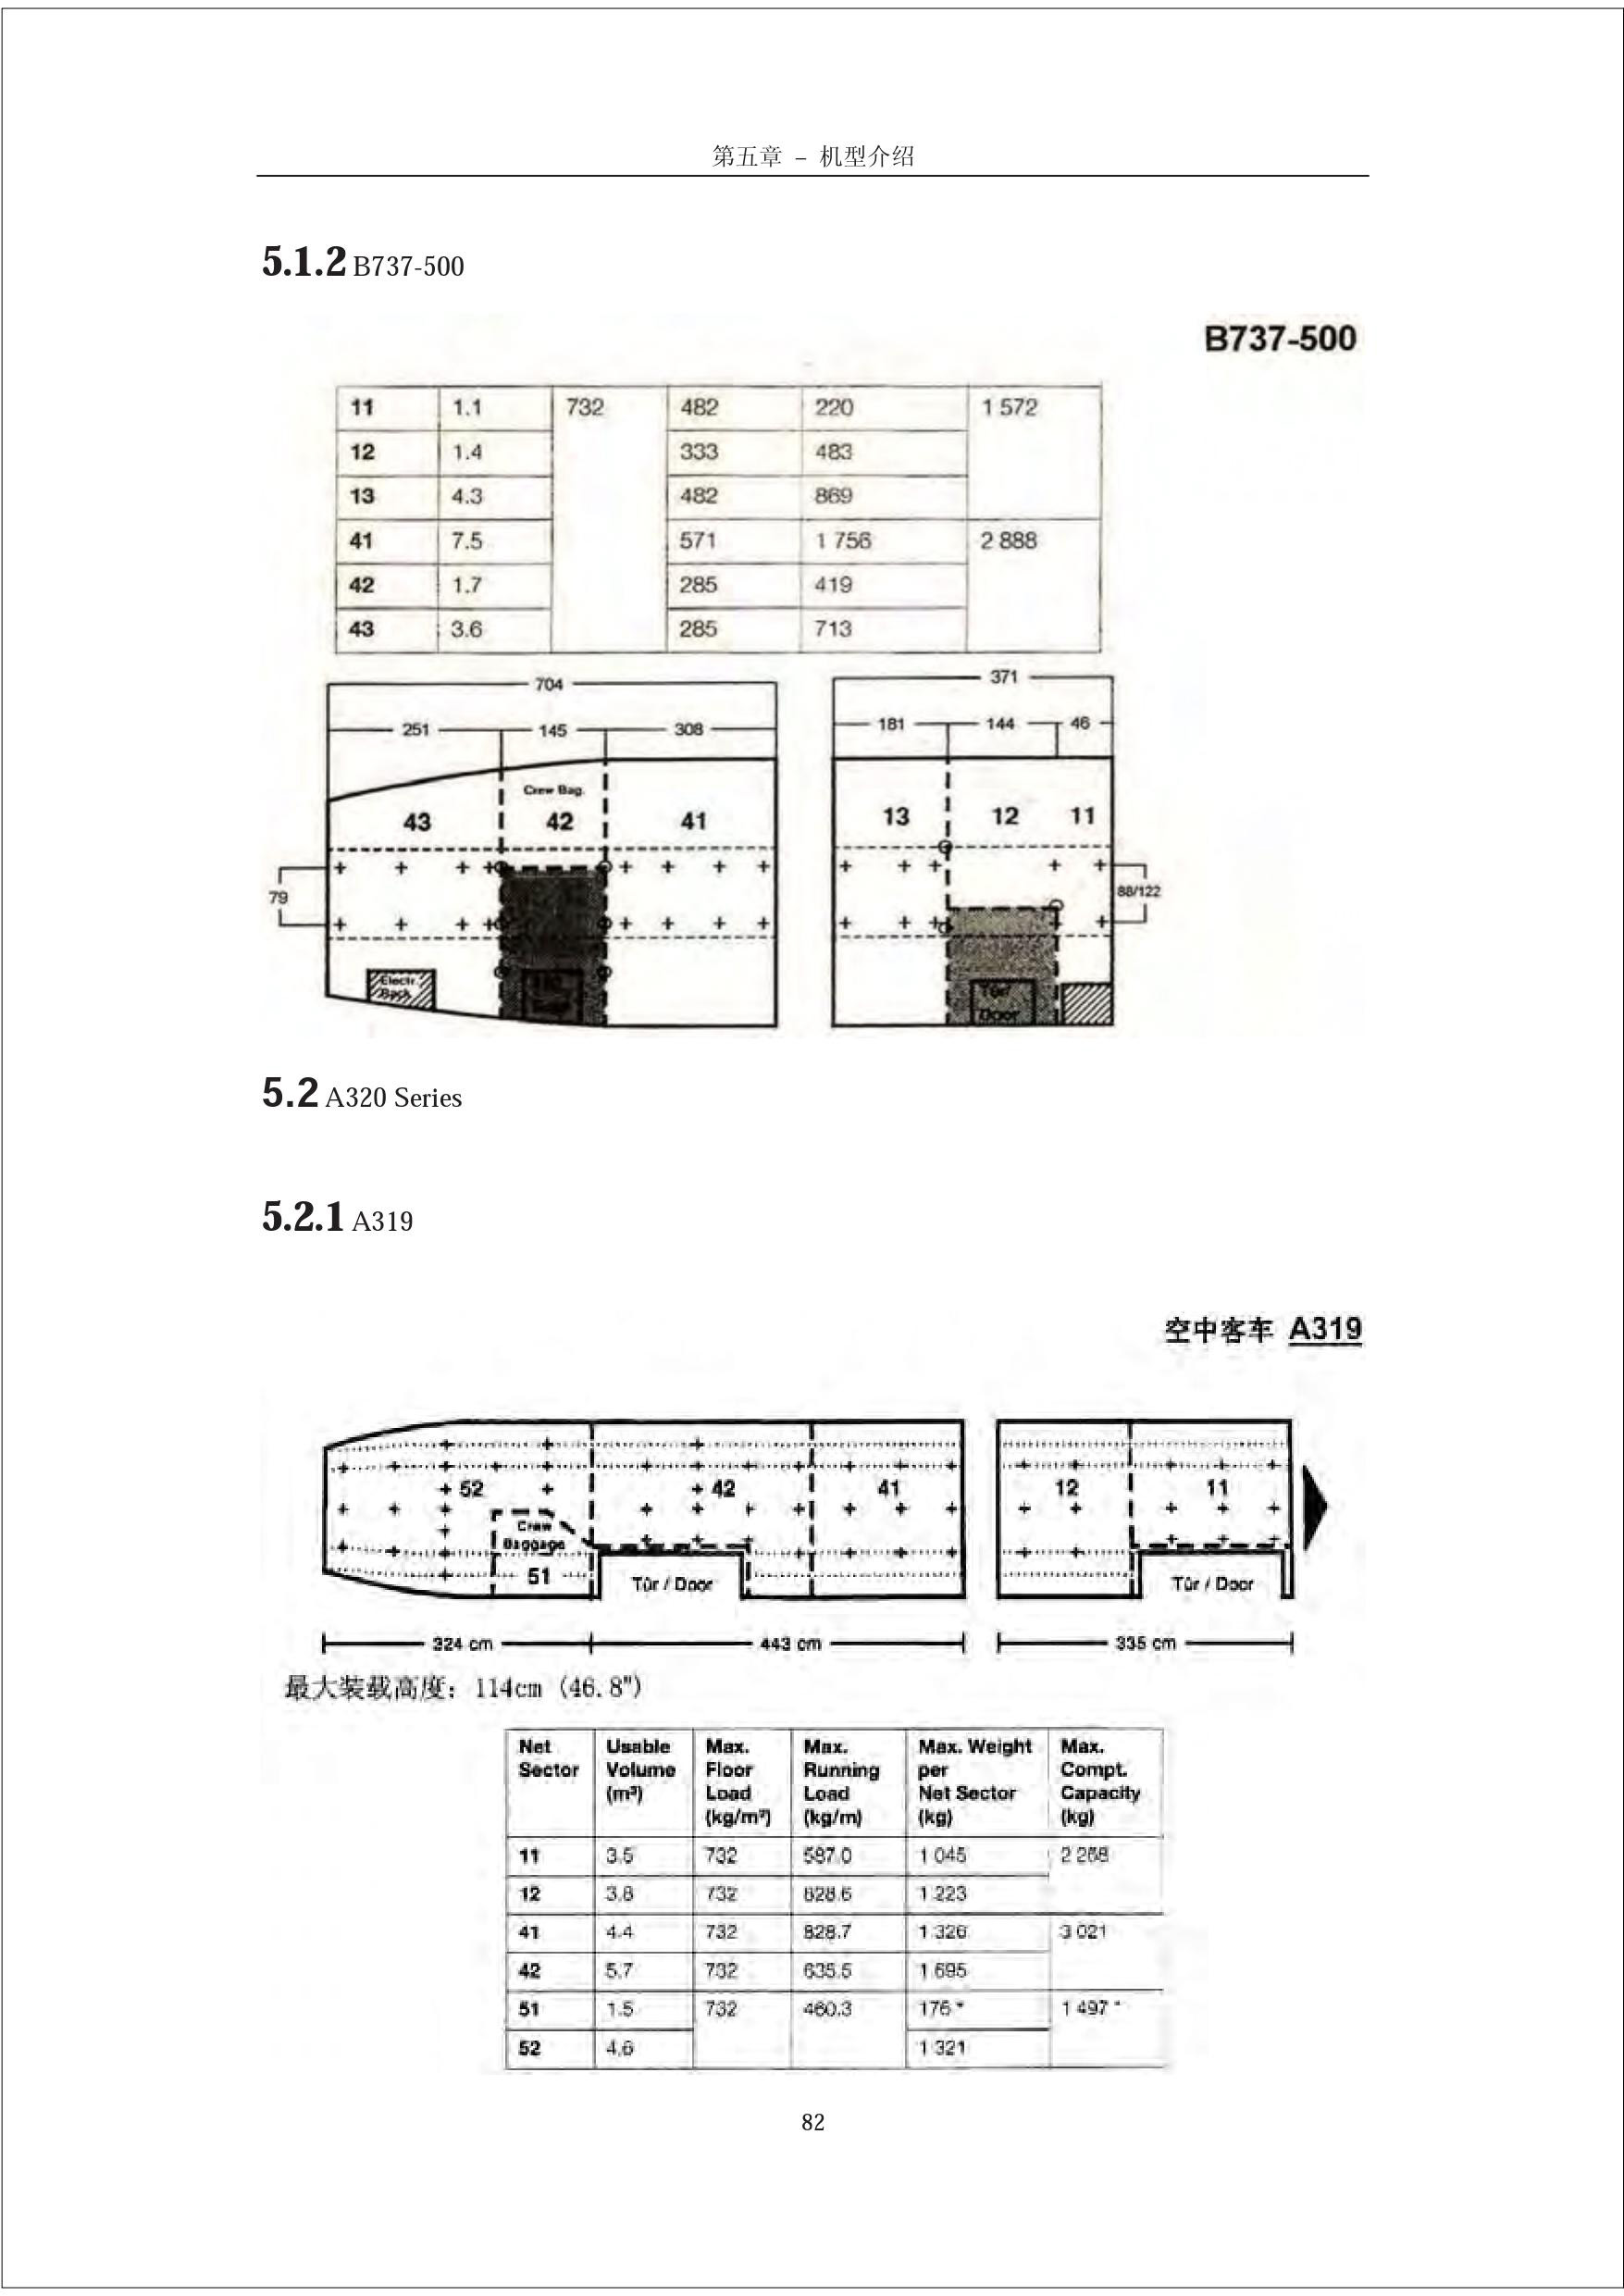 第五章 – 机型介绍
5.1.2 B737-500
B737-500
11 1.1 732 482 220 1 572
12 1.4 333 483
13 4.3 482 869
41 7.5 571 1 756 2 888
42 1.7 285 419
43 3.6 285 713
704 371
251 145 308 181 144 46
Crew Bag.
43 42 41 13 12 11
79 88/122
Electr.
Tür/
Door
5.2 A320 Series
5.2.1 A319
空中客车 A319
52 42 41 12 11
Crew
Baggage
51 Tür / Door Tür / Door
324 cm 443 cm 335 cm
最大装载高度：114cm (46.8")
Net Usable Max. Max. Max. Weight Max.
Sector Volume Floor Running per Compt.
(m³) Load Load Net Sector Capacity
(kg/m²) (kg/m) (kg) (kg)
11 3.5 732 587.0 1 045 2 268
12 3.8 732 828.6 1 223
41 4.4 732 828.7 1 326 3 021
42 5.7 732 635.5 1 695
51 1.5 732 460.3 176 * 1 497 *
52 4.6 1 321
82